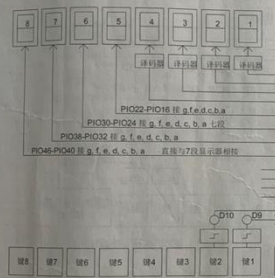 8 7 6 5 4 3 2 1
译码器 译码器 译码器 译码器
PIO22-PIO16 接 g.f.e.d.c.b.a
PIO30-PIO24 接 g, f, e, d, c, b, a 七段
PIO38-PIO32 接 g, f, e, d, c, b, a
PIO46-PIO40 接 g, f, e, d, c, b, a 直接与7段显示器相接
D10 D9
键8 键7 键6 键5 键4 键3 键2 键1